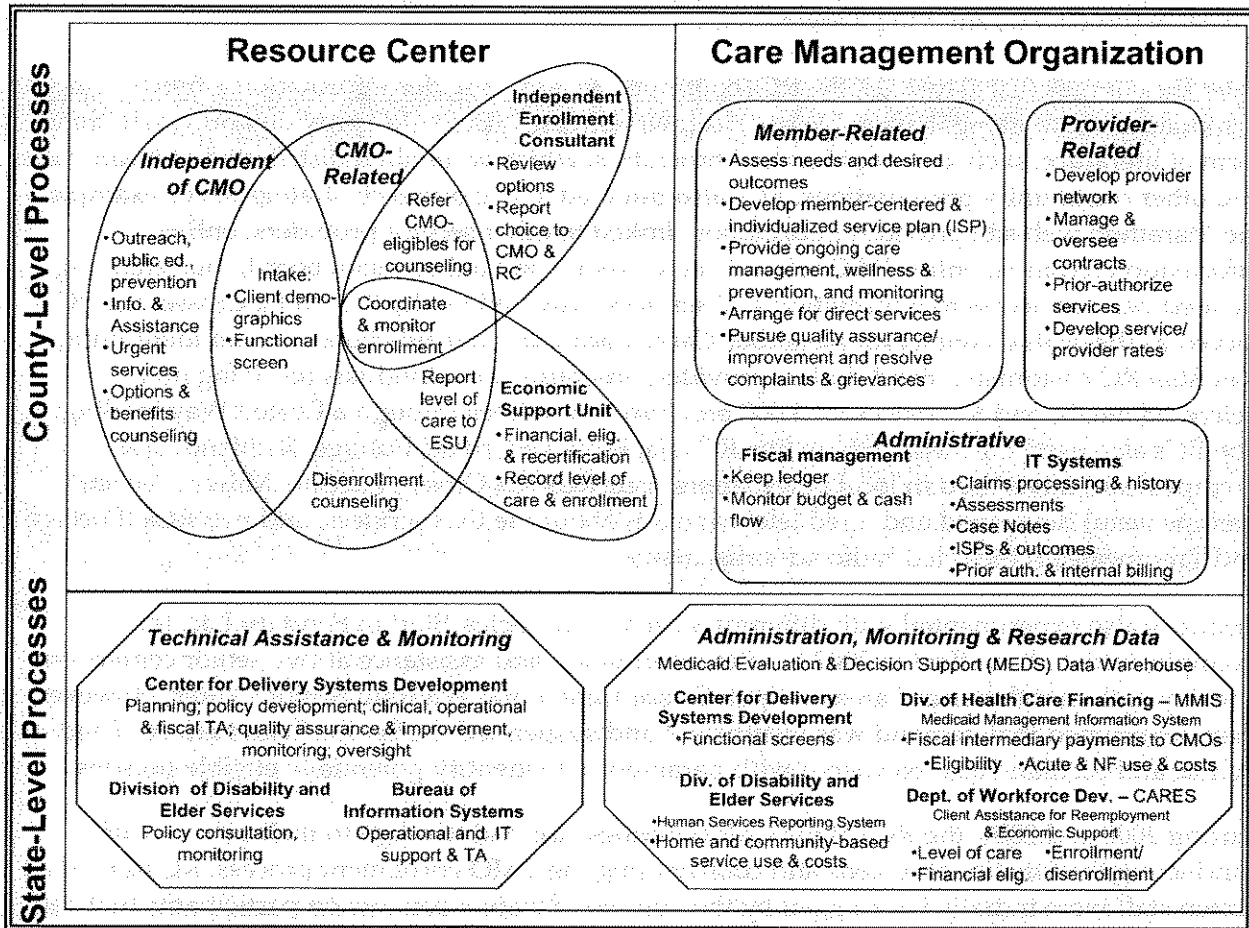 County-Level Processes
Resource Center
Independent
of CMO
•Outreach,
public ed.,
prevention
•Info. &
Assistance
•Urgent
services
•Options &
benefits
counseling
Intake:
•Client demo-
graphics
•Functional
screen
CMO-
Related
Refer CMO-
eligibles for
counseling
Coordinate
& monitor
enrollment
Report
level of
care to
ESU
Disenrollment
counseling
Independent
Enrollment
Consultant
•Review
options
•Report
choice to
CMO &
RC
Economic
Support Unit
•Financial. elig.
& recertification
•Record level of
care & enrollment
Care Management Organization
Member-Related
•Assess needs and desired
outcomes
•Develop member-centered &
individualized service plan (ISP)
•Provide ongoing care
management, wellness &
prevention, and monitoring
•Arrange for direct services
•Pursue quality assurance/
improvement and resolve
complaints & grievances
Provider-
Related
•Develop provider
network
•Manage &
oversee
contracts
•Prior-authorize
services
•Develop service/
provider rates
Administrative
Fiscal management
•Keep ledger
•Monitor budget & cash
flow
IT Systems
•Claims processing & history
•Assessments
•Case Notes
•ISPs & outcomes
•Prior auth. & internal billing
State-Level Processes
Technical Assistance & Monitoring
Center for Delivery Systems Development
Planning; policy development; clinical, operational
& fiscal TA; quality assurance & improvement,
monitoring; oversight
Division of Disability and
Elder Services
Policy consultation,
monitoring
Bureau of
Information Systems
Operational and IT
support & TA
Administration, Monitoring & Research Data
Medicaid Evaluation & Decision Support (MEDS) Data Warehouse
Center for Delivery
Systems Development
•Functional screens
Div. of Disability and
Elder Services
•Human Services Reporting System
•Home and community-based
service use & costs
Div. of Health Care Financing – MMIS
Medicaid Management Information System
•Fiscal intermediary payments to CMOs
•Eligibility •Acute & NF use & costs
Dept. of Workforce Dev. – CARES
Client Assistance for Reemployment
& Economic Support
•Level of care •Enrollment/
•Financial elig. disenrollment